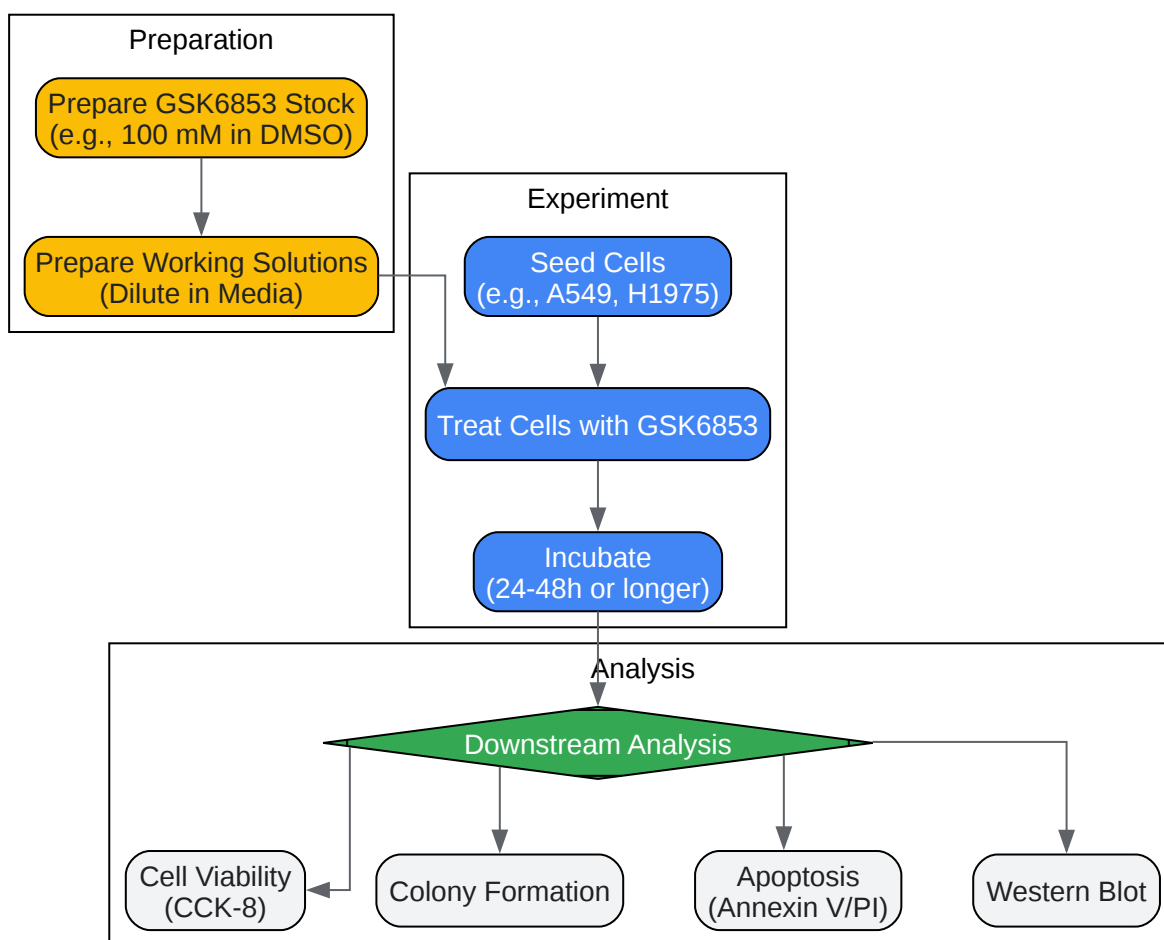 Preparation
Prepare GSK6853 Stock
(e.g., 100 mM in DMSO)
Prepare Working Solutions
(Dilute in Media)
Experiment
Seed Cells
(e.g., A549, H1975)
Treat Cells with GSK6853
Incubate
(24-48h or longer)
Analysis
Downstream Analysis
Cell Viability
(CCK-8)
Colony Formation
Apoptosis
(Annexin V/PI)
Western Blot